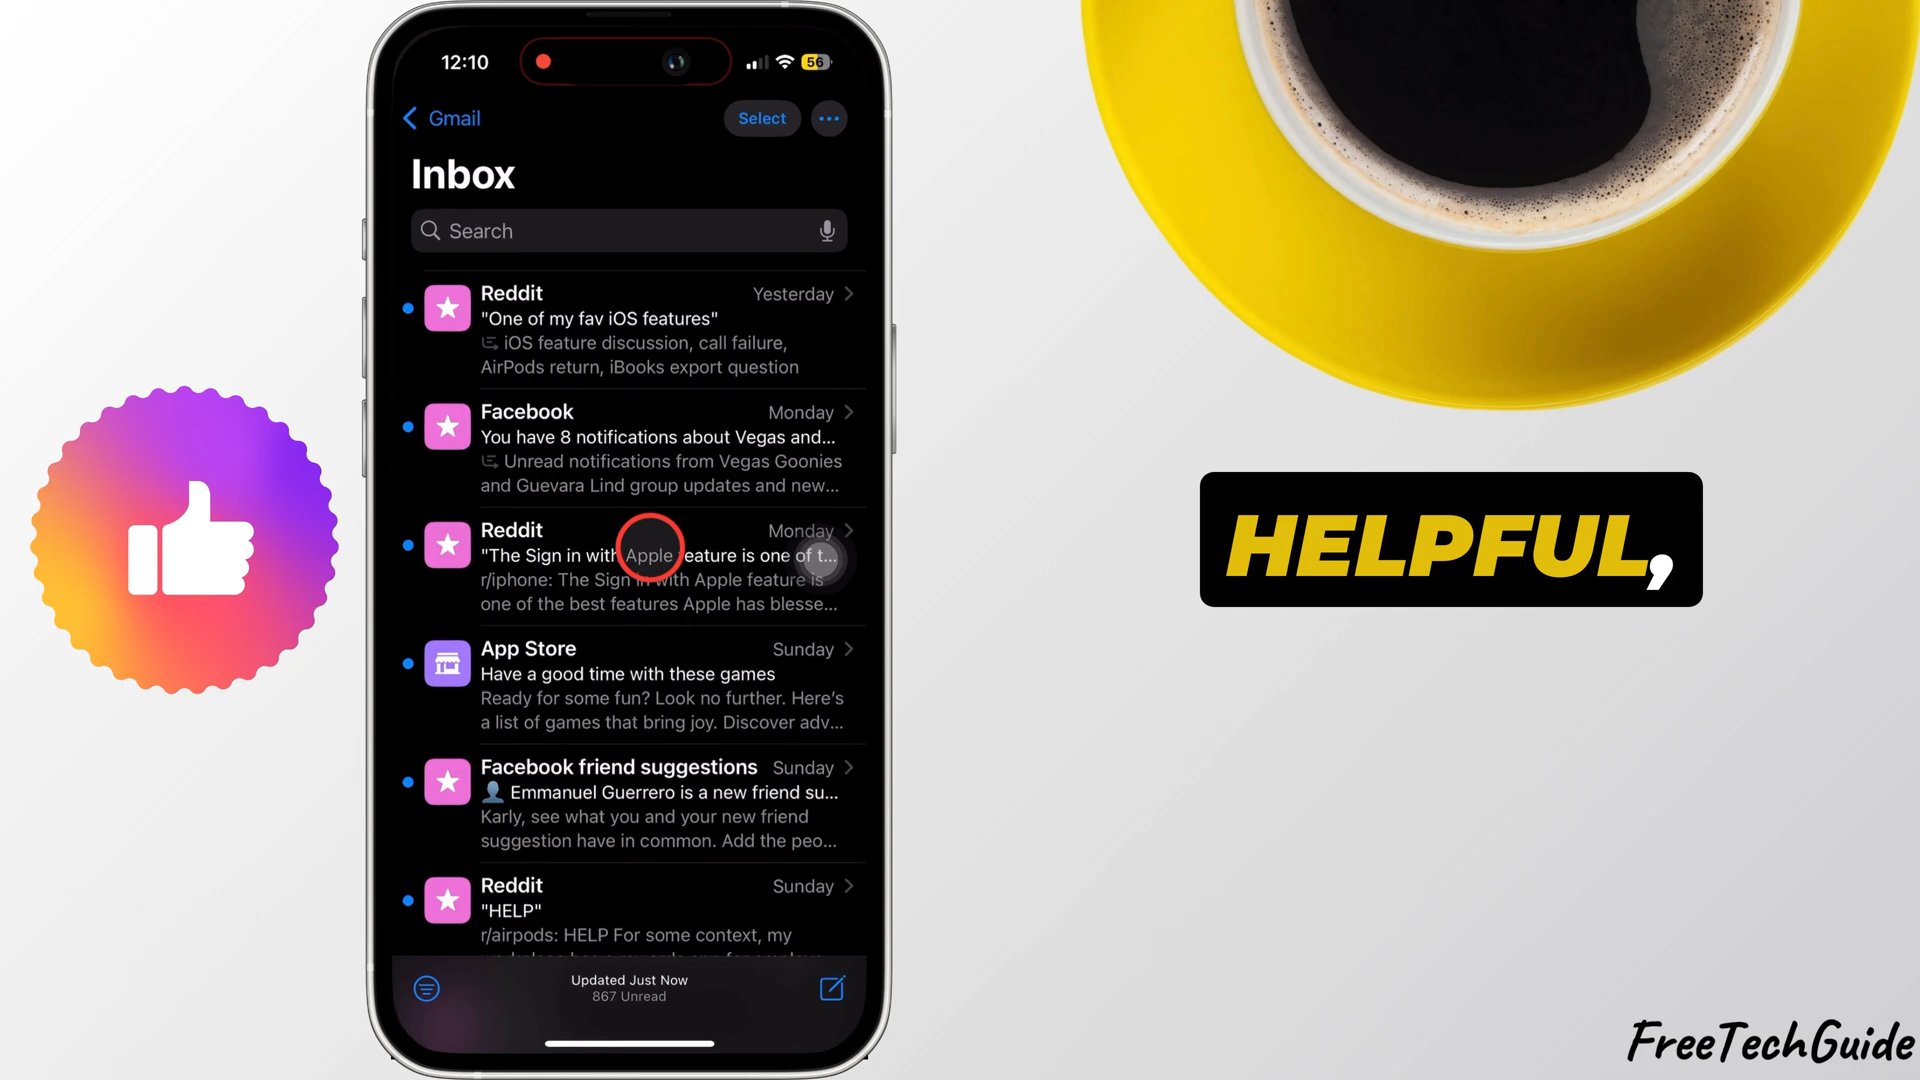 12:10
56
Gmail
Select
Inbox
Search
Reddit
Yesterday
"One of my fav iOS features"
iOS feature discussion, call failure,
AirPods return, iBooks export question
Facebook
Monday
You have 8 notifications about Vegas and...
Unread notifications from Vegas Goonies
and Guevara Lind group updates and new...
Reddit
Monday
"The Sign in with Apple feature is one of t...
r/iphone: The Sign in with Apple feature is
one of the best features Apple has blesse...
App Store
Sunday
Have a good time with these games
Ready for some fun? Look no further. Here's
a list of games that bring joy. Discover adv...
Facebook friend suggestions
Sunday
Emmanuel Guerrero is a new friend su...
Karly, see what you and your new friend
suggestion have in common. Add the peo...
Reddit
Sunday
"HELP"
r/airpods: HELP For some context, my
Updated Just Now
867 Unread
HELPFUL,
FreeTechGuide